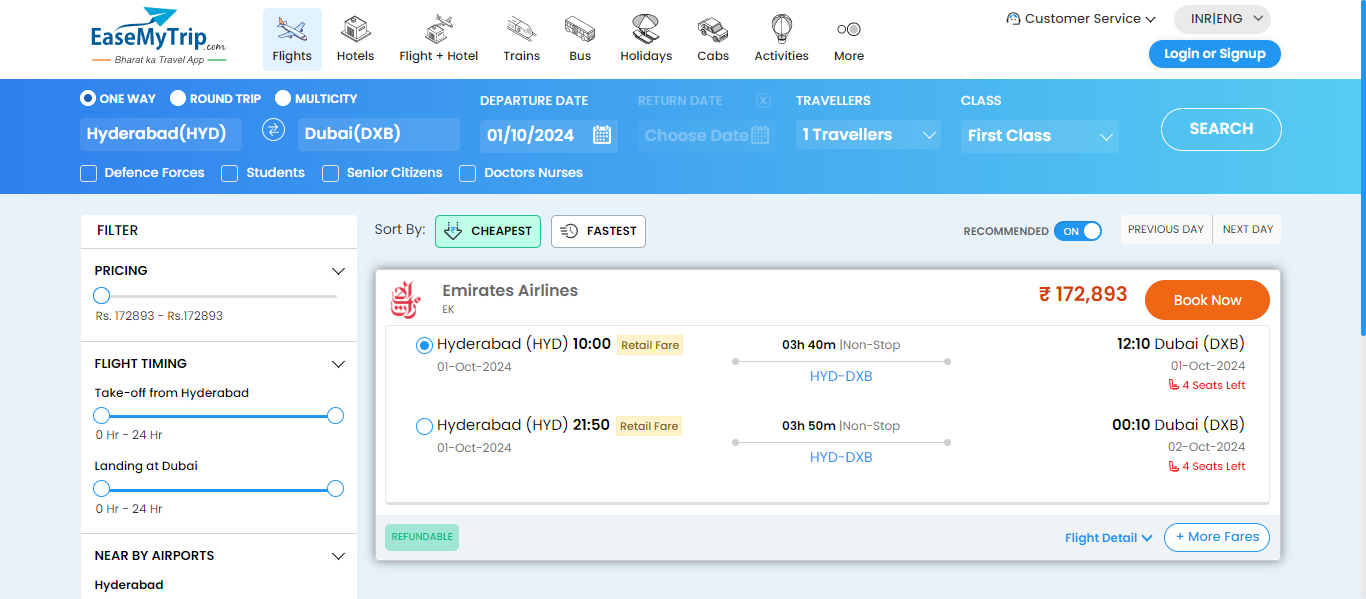 EaseMyTrip.com
Bharat ka Travel App
Flights
Hotels
Flight + Hotel
Trains
Bus
Holidays
Cabs
Activities
More
Customer Service
INR|ENG
Login or Signup
ONE WAY ROUND TRIP MULTICITY
DEPARTURE DATE RETURN DATE TRAVELLERS CLASS
Hyderabad(HYD) Dubai(DXB) 01/10/2024 Choose Date 1 Travellers First Class SEARCH
Defence Forces Students Senior Citizens Doctors Nurses
FILTER
PRICING
Rs. 172893 - Rs.172893
FLIGHT TIMING
Take-off from Hyderabad
0 Hr - 24 Hr
Landing at Dubai
0 Hr - 24 Hr
NEAR BY AIRPORTS
Hyderabad
Sort By: CHEAPEST FASTEST RECOMMENDED ON PREVIOUS DAY NEXT DAY
Emirates Airlines
EK
₹ 172,893 Book Now
Hyderabad (HYD) 10:00 Retail Fare 03h 40m |Non-Stop 12:10 Dubai (DXB)
01-Oct-2024 HYD-DXB 01-Oct-2024
4 Seats Left
Hyderabad (HYD) 21:50 Retail Fare 03h 50m |Non-Stop 00:10 Dubai (DXB)
01-Oct-2024 HYD-DXB 02-Oct-2024
4 Seats Left
REFUNDABLE Flight Detail + More Fares